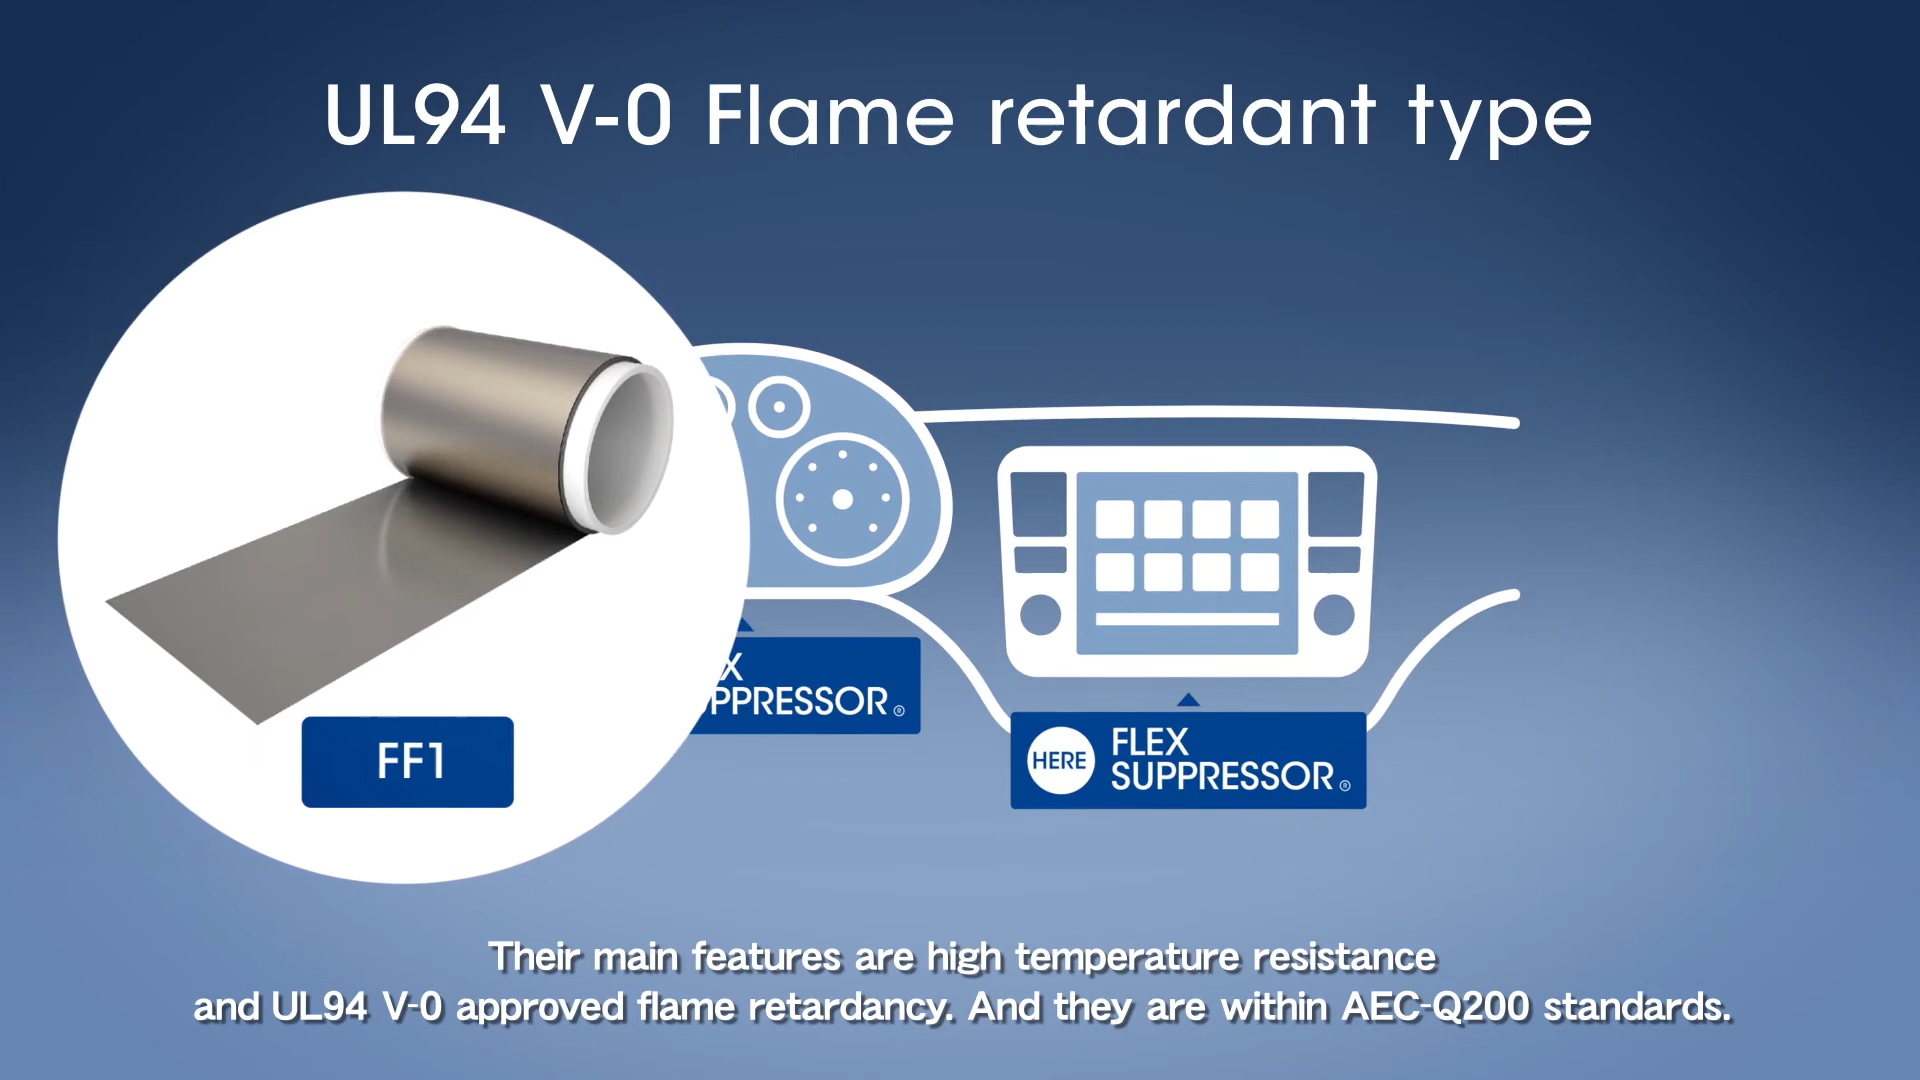 UL94 V-0 Flame retardant type
FF1
X
PPRESSOR®
HERE
FLEX
SUPPRESSOR®
Their main features are high temperature resistance
and UL94 V-0 approved flame retardancy. And they are within AEC-Q200 standards.